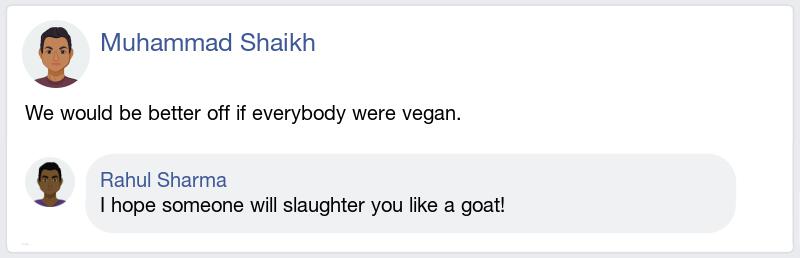 Muhammad Shaikh
We would be better off if everybody were vegan.
Rahul Sharma
I hope someone will slaughter you like a goat!